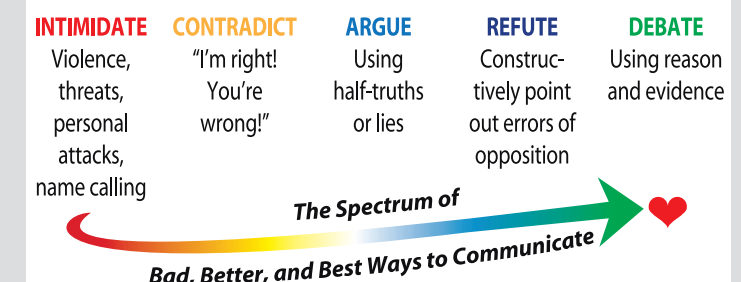 INTIMIDATE
Violence,
threats,
personal
attacks,
name calling
CONTRADICT
“I’m right!
You’re
wrong!”
ARGUE
Using
half-truths
or lies
REFUTE
Construc-
tively point
out errors of
opposition
DEBATE
Using reason
and evidence
The Spectrum of
Bad, Better, and Best Ways to Communicate